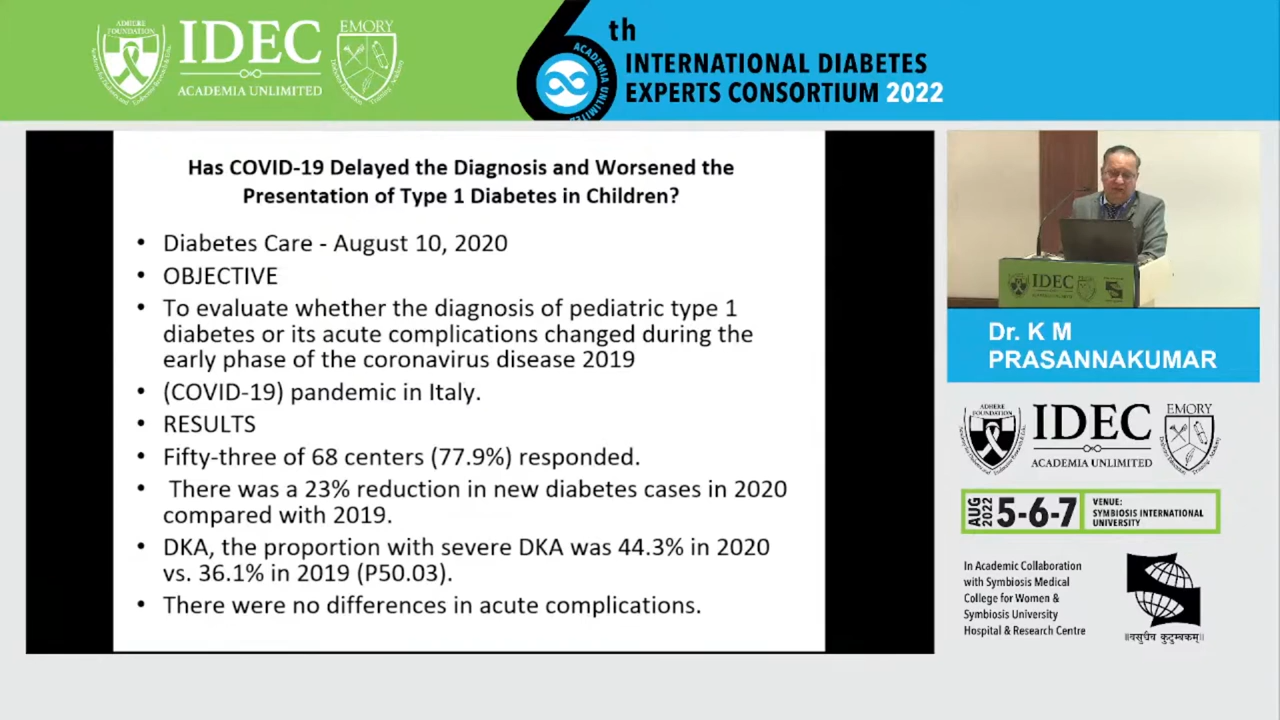 ADHERE
FOUNDATION
IDEC
ACADEMIA UNLIMITED
EMORY
6th
ACADEMIA UNLIMITED
INTERNATIONAL DIABETES
EXPERTS CONSORTIUM 2022
Has COVID-19 Delayed the Diagnosis and Worsened the
Presentation of Type 1 Diabetes in Children?
• Diabetes Care - August 10, 2020
• OBJECTIVE
• To evaluate whether the diagnosis of pediatric type 1
diabetes or its acute complications changed during the
early phase of the coronavirus disease 2019
• (COVID-19) pandemic in Italy.
• RESULTS
• Fifty-three of 68 centers (77.9%) responded.
• There was a 23% reduction in new diabetes cases in 2020
compared with 2019.
• DKA, the proportion with severe DKA was 44.3% in 2020
vs. 36.1% in 2019 (P50.03).
• There were no differences in acute complications.
IDEC
Dr. K M
PRASANNAKUMAR
ADHERE
FOUNDATION
IDEC
ACADEMIA UNLIMITED
EMORY
AUG
2022
5-6-7
VENUE:
SYMBIOSIS INTERNATIONAL
UNIVERSITY
In Academic Collaboration
with Symbiosis Medical
College for Women &
Symbiosis University
Hospital & Research Centre
॥वसुधैव कुटुम्बकम्॥